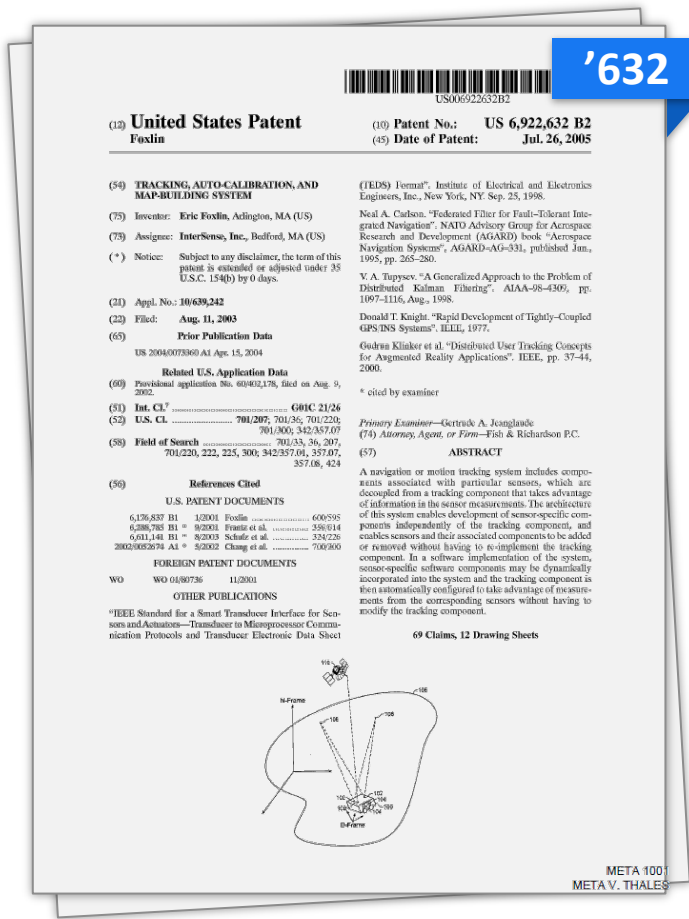 ’632
US006922632B2
(12) United States Patent
Foxlin
(10) Patent No.: US 6,922,632 B2
(45) Date of Patent: Jul. 26, 2005
(54) TRACKING, AUTO-CALIBRATION, AND
MAP-BUILDING SYSTEM
(75) Inventor: Eric Foxlin, Arlington, MA (US)
(73) Assignee: InterSense, Inc., Bedford, MA (US)
( * ) Notice: Subject to any disclaimer, the term of this
patent is extended or adjusted under 35
U.S.C. 154(b) by 0 days.
(21) Appl. No.: 10/639,242
(22) Filed: Aug. 11, 2003
(65) Prior Publication Data
US 2004/0073360 A1 Apr. 15, 2004
Related U.S. Application Data
(60) Provisional application No. 60/402,178, filed on Aug. 9,
2002.
(51) Int. Cl.7 ................................ G01C 21/26
(52) U.S. Cl. ....................... 701/207; 701/36; 701/220;
701/300; 342/357.07
(58) Field of Search ........................ 701/33, 36, 207,
701/220, 222, 225, 300; 342/357.01, 357.07,
357.08, 424
(56) References Cited
U.S. PATENT DOCUMENTS
6,176,837 B1 1/2001 Foxlin ................... 600/595
6,288,785 B1 * 9/2001 Frantz et al. .............. 356/614
6,611,141 B1 * 8/2003 Schulz et al. .............. 324/226
2002/0052674 A1 * 5/2002 Chang et al. .............. 700/300
FOREIGN PATENT DOCUMENTS
WO WO 01/80736 11/2001
OTHER PUBLICATIONS
"IEEE Standard for a Smart Transducer Interface for Sen-
sors and Actuators—Transducer to Microprocessor Commu-
nication Protocols and Transducer Electronic Data Sheet
(TEDS) Format". Institute of Electrical and Electronics
Engineers, Inc., New York, NY. Sep. 25, 1998.
Neal A. Carlson. "Federated Filter for Fault-Tolerant Inte-
grated Navigation". NATO Advisory Group for Aerospace
Research and Development (AGARD) book "Aerospace
Navigation Systems", AGARD-AG-331, published Jun.,
1995, pp. 265-280.
V. A. Tupysev. "A Generalized Approach to the Problem of
Distributed Kalman Filtering". AIAA-98-4309, pp.
1097-1116, Aug., 1998.
Donald T. Knight. "Rapid Development of Tightly-Coupled
GPS/INS Systems". IEEE, 1977.
Gudrun Klinker et al. "Distributed User Tracking Concepts
for Augmented Reality Applications". IEEE, pp. 37-44,
2000.
* cited by examiner
Primary Examiner—Gertrude A. Jeanglaude
(74) Attorney, Agent, or Firm—Fish & Richardson P.C.
(57) ABSTRACT
A navigation or motion tracking system includes compo-
nents associated with particular sensors, which are
decoupled from a tracking component that takes advantage
of information in the sensor measurements. The architecture
of this system enables development of sensor-specific com-
ponents independently of the tracking component, and
enables sensors and their associated components to be added
or removed without having to re-implement the tracking
component. In a software implementation of the system,
sensor-specific software components may be dynamically
incorporated into the system and the tracking component is
then automatically configured to take advantage of measure-
ments from the corresponding sensors without having to
modify the tracking component.
69 Claims, 12 Drawing Sheets
N-Frame
106
106
B-Frame
META 1001
META V. THALES